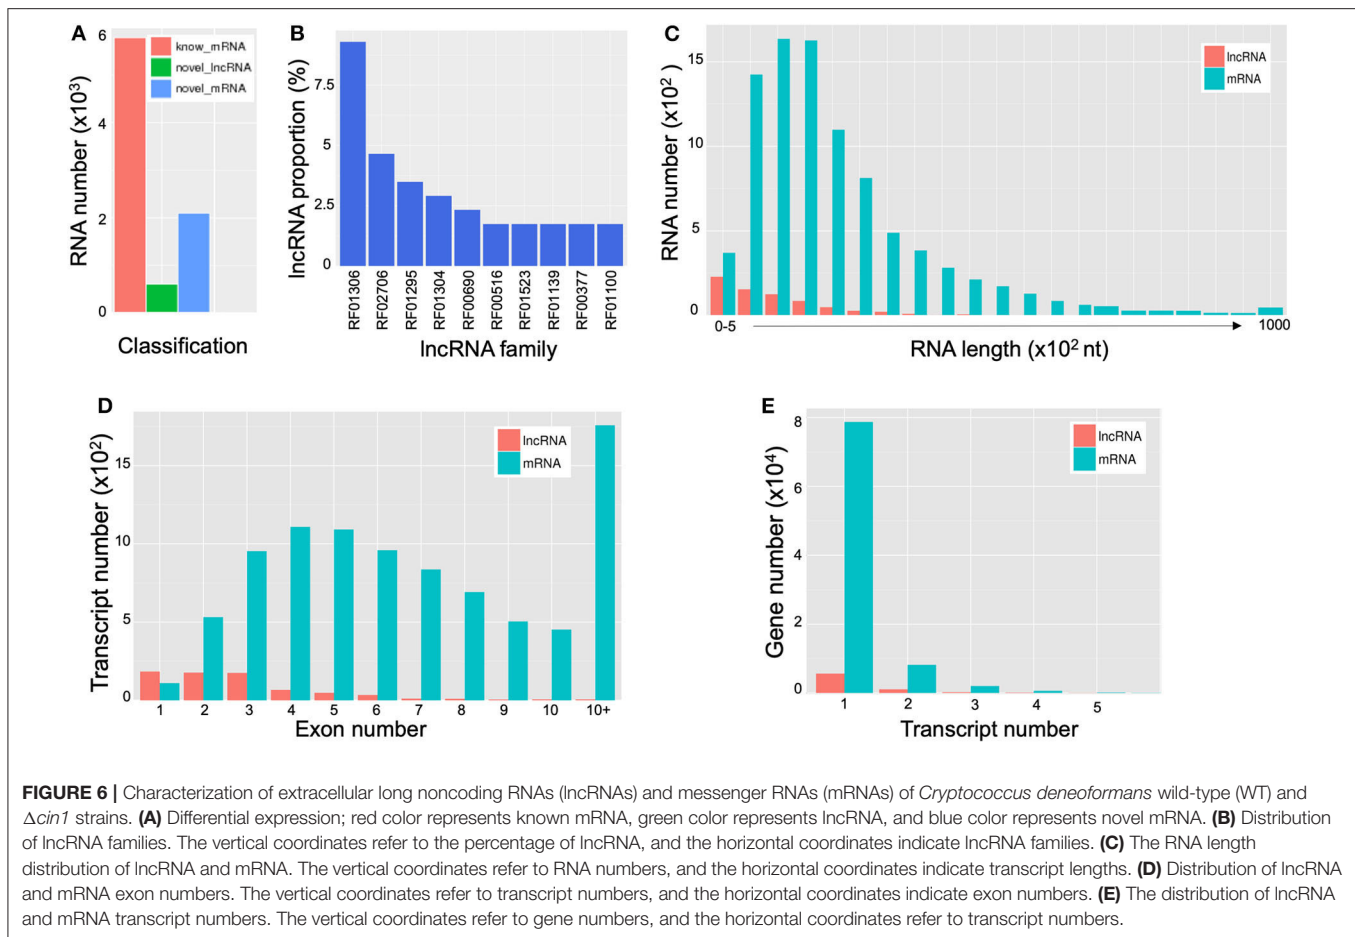 A
RNA number (x10³)
6
4
2
0
know_mRNA
novel_lncRNA
novel_mRNA
Classification
B
lncRNA proportion (%)
7.5
5
2.5
0
RF01306
RF02706
RF01295
RF01304
RF00690
RF00516
RF01523
RF01139
RF00377
RF01100
lncRNA family
C
RNA number (x10²)
15
10
5
0
lncRNA
mRNA
0-5
1000
RNA length (x10² nt)
D
Transcript number (x10²)
15
10
5
0
lncRNA
mRNA
1 2 3 4 5 6 7 8 9 10 10+
Exon number
E
Gene number (x10⁴)
8
6
4
2
0
lncRNA
mRNA
1 2 3 4 5
Transcript number
FIGURE 6 | Characterization of extracellular long noncoding RNAs (lncRNAs) and messenger RNAs (mRNAs) of Cryptococcus deneoformans wild-type (WT) and
Δcin1 strains. (A) Differential expression; red color represents known mRNA, green color represents lncRNA, and blue color represents novel mRNA. (B) Distribution
of lncRNA families. The vertical coordinates refer to the percentage of lncRNA, and the horizontal coordinates indicate lncRNA families. (C) The RNA length
distribution of lncRNA and mRNA. The vertical coordinates refer to RNA numbers, and the horizontal coordinates indicate transcript lengths. (D) Distribution of lncRNA
and mRNA exon numbers. The vertical coordinates refer to transcript numbers, and the horizontal coordinates indicate exon numbers. (E) The distribution of lncRNA
and mRNA transcript numbers. The vertical coordinates refer to gene numbers, and the horizontal coordinates refer to transcript numbers.